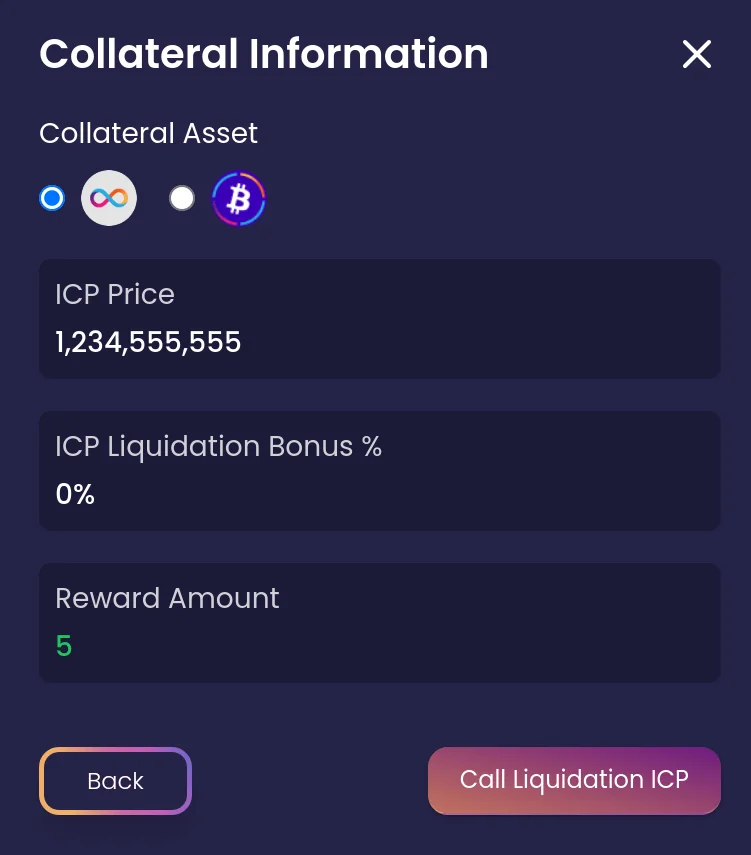 Collateral Information
Collateral Asset
ICP Price
1,234,555,555
ICP Liquidation Bonus %
0%
Reward Amount
5
Back
Call Liquidation ICP